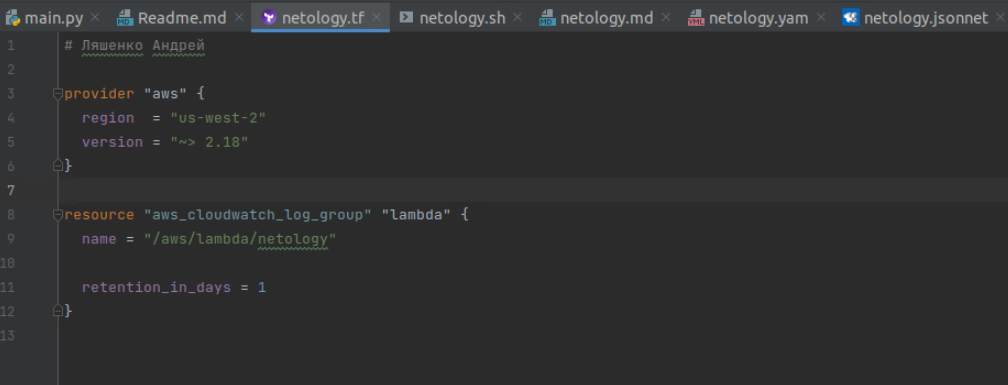 main.py Readme.md netology.tf netology.sh netology.md netology.yam netology.jsonnet
1 # Ляшенко Андрей
2
3 provider "aws" {
4 region  = "us-west-2"
5 version = "~> 2.18"
6 }
7
8 resource "aws_cloudwatch_log_group" "lambda" {
9 name = "/aws/lambda/netology"
10
11 retention_in_days = 1
12 }
13